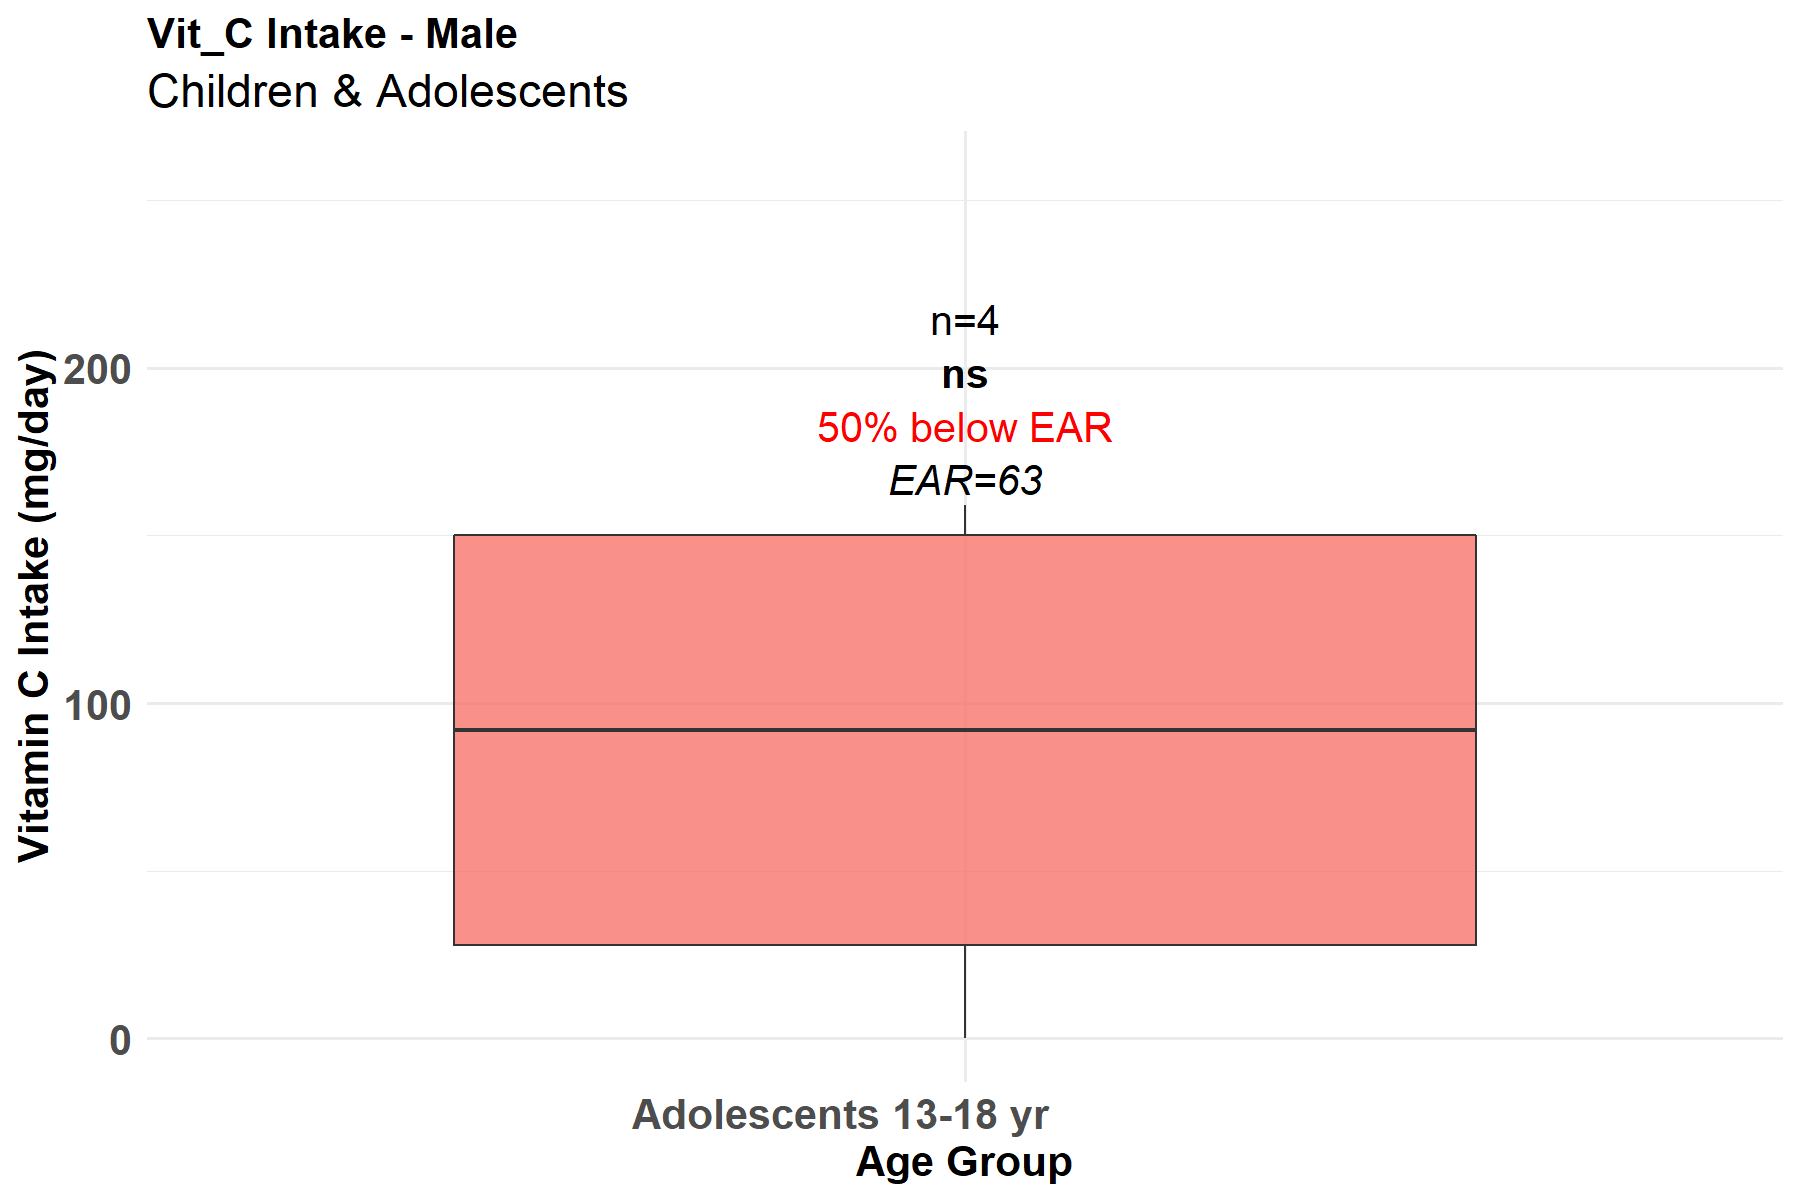 Vit_C Intake - Male
Children & Adolescents
Vitamin C Intake (mg/day)
200
100
0
n=4
ns
50% below EAR
EAR=63
Adolescents 13-18 yr
Age Group